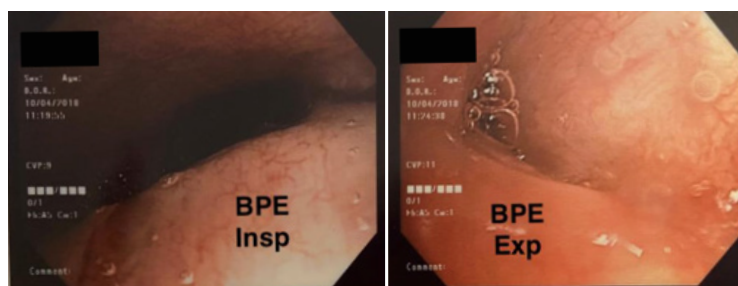 Sex: Age:
D.O.B.:
10/04/2018
11:19:55
CVP:9
0/1
Comment:
BPE
Insp
Sex: Age:
D.O.B.:
10/04/2018
11:24:38
CVP:11
0/1
Comment:
BPE
Exp